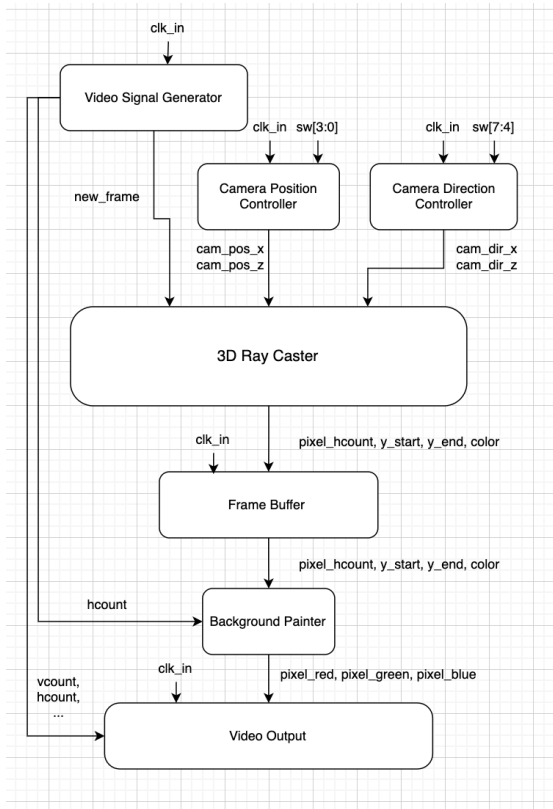 clk_in
Video Signal Generator
clk_in
sw[3:0]
clk_in
sw[7:4]
Camera Position
Controller
Camera Direction
Controller
new_frame
cam_pos_x
cam_pos_z
cam_dir_x
cam_dir_z
3D Ray Caster
clk_in
pixel_hcount, y_start, y_end, color
Frame Buffer
pixel_hcount, y_start, y_end, color
hcount
Background Painter
clk_in
pixel_red, pixel_green, pixel_blue
vcount,
hcount,
...
Video Output